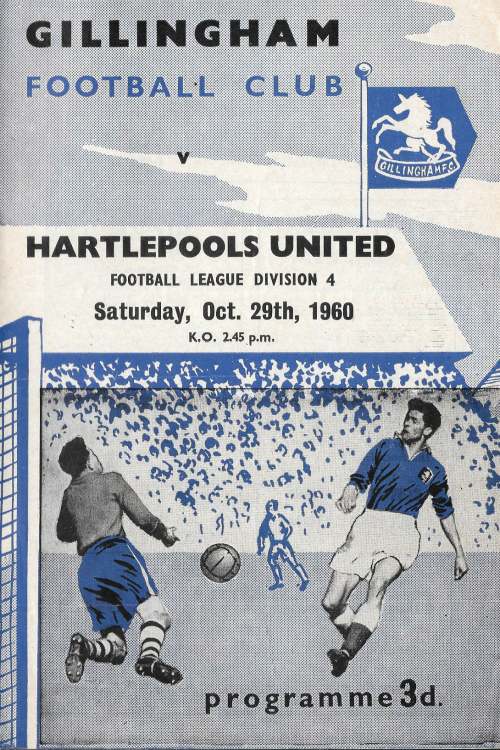 GILLINGHAM
FOOTBALL CLUB
v
GILLINGHAM F.C.
HARTLEPOOLS UNITED
FOOTBALL LEAGUE DIVISION 4
Saturday, Oct. 29th, 1960
K.O. 2.45 p.m.
programme 3d.